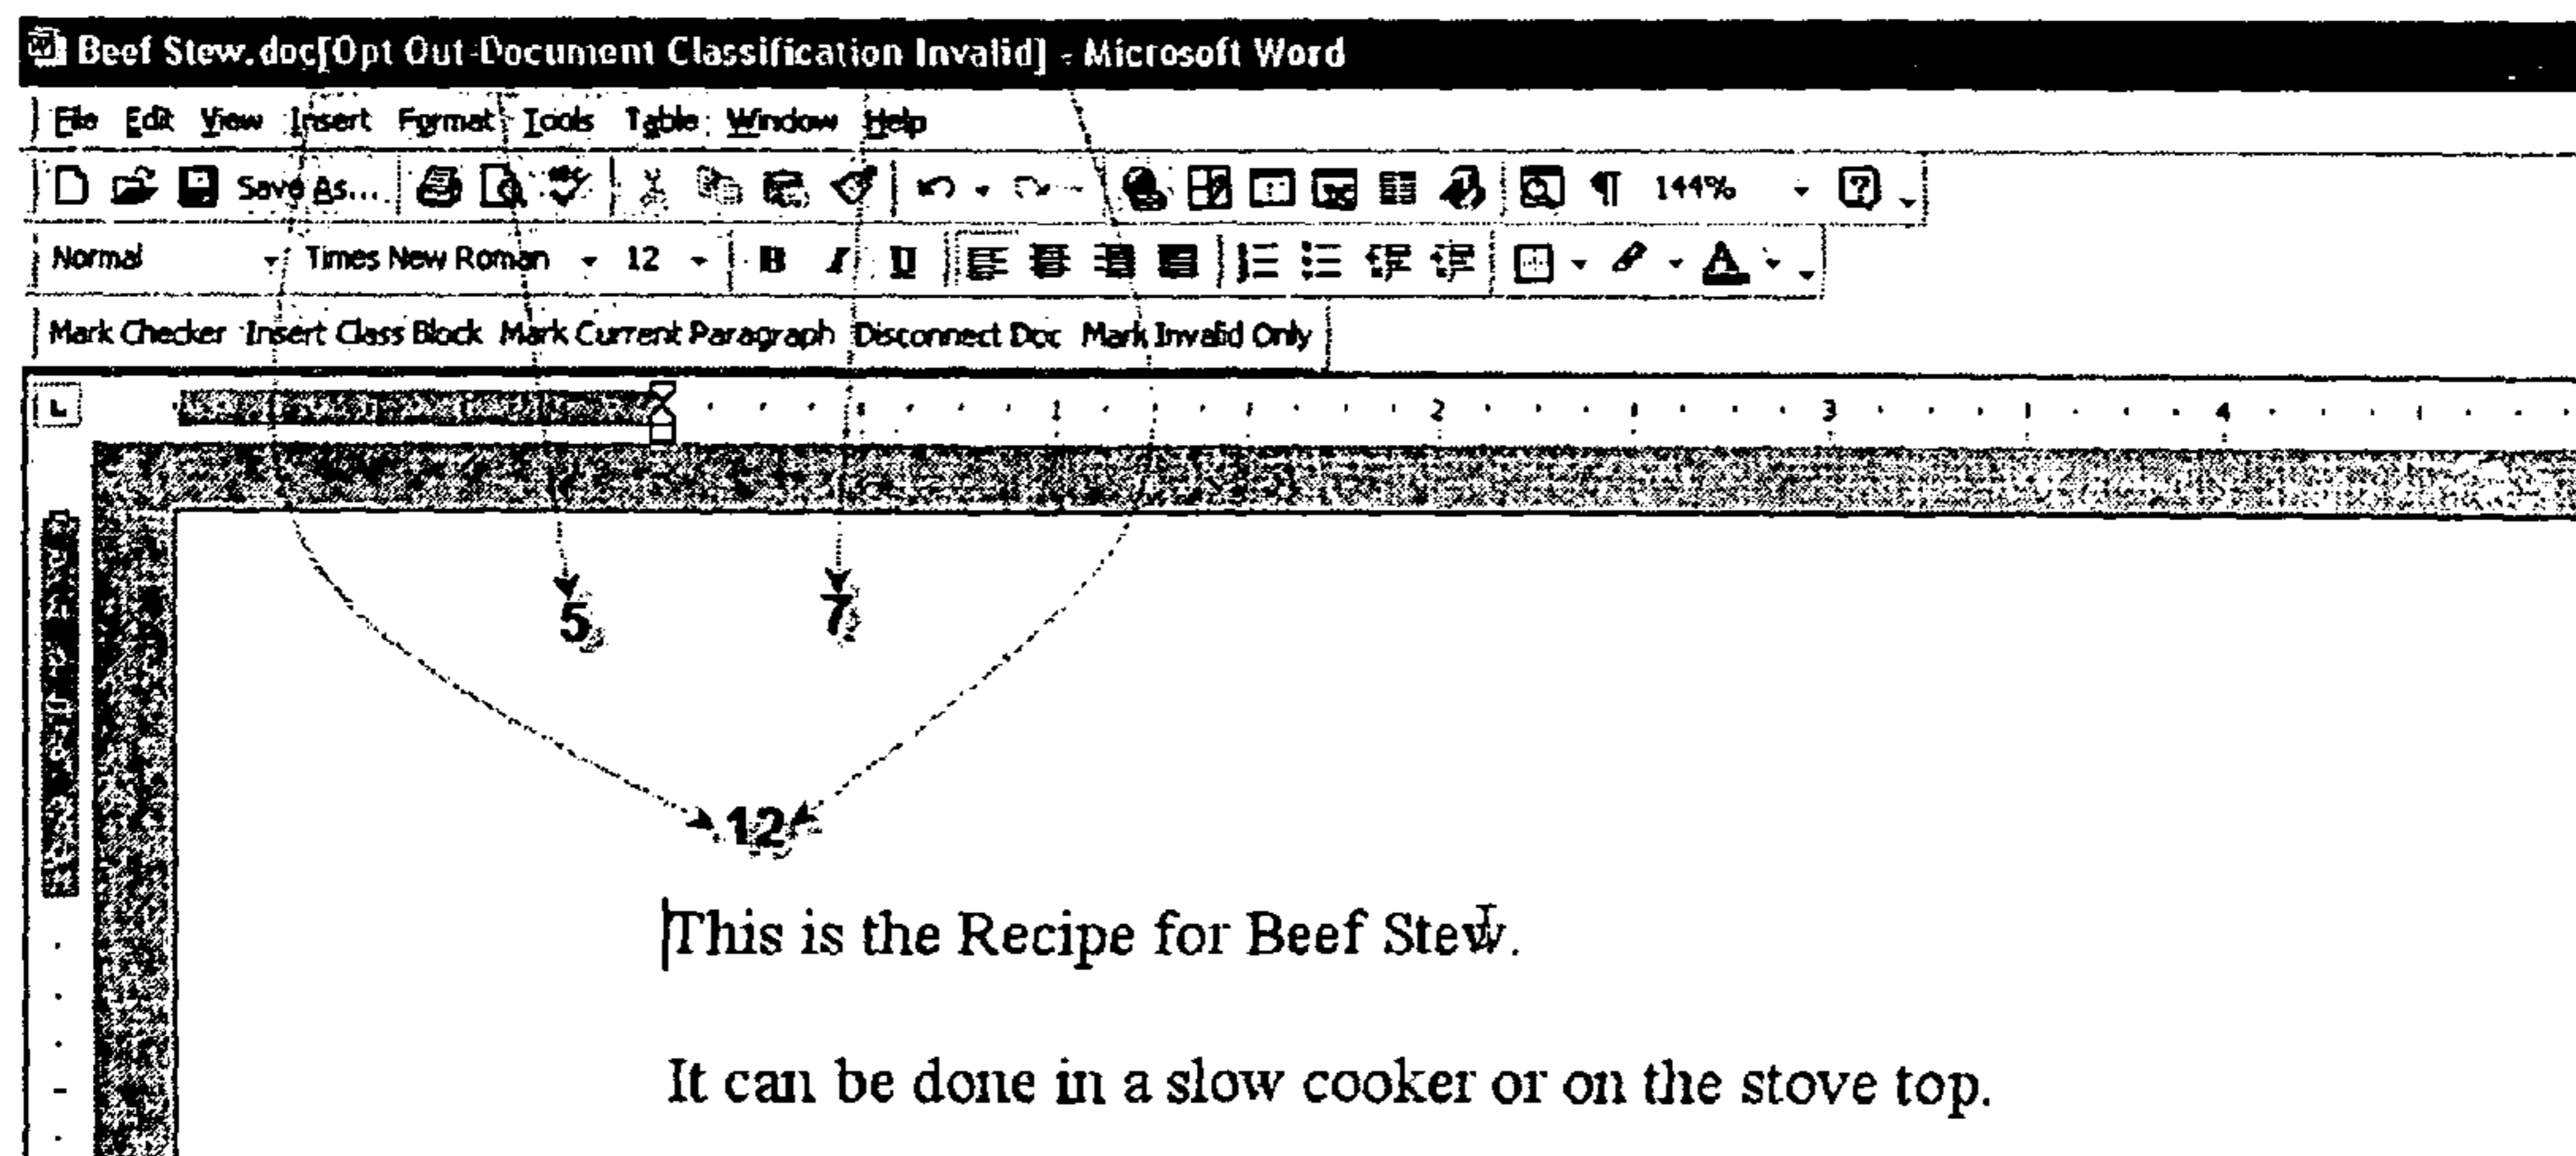 Beef Stew.doc[Opt Out-Document Classification Invalid] - Microsoft Word
File Edit View Insert Format Tools Table Window Help
Save As... 144%
Normal Times New Roman 12 B I U A
Mark Checker Insert Class Block Mark Current Paragraph Disconnect Doc Mark Invalid Only
L 1 2 3 4
5 7
12
This is the Recipe for Beef Stew.
It can be done in a slow cooker or on the stove top.